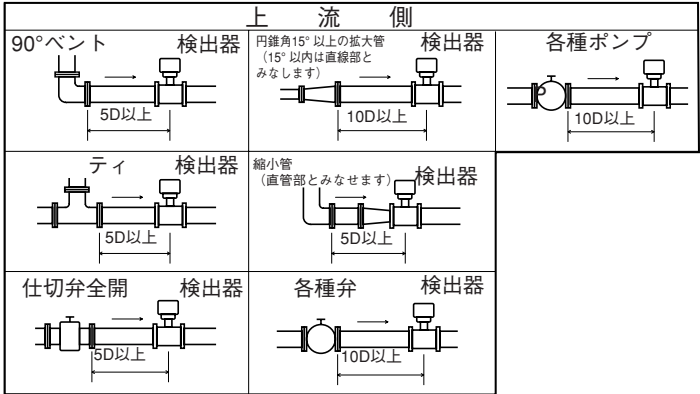 上 流 側
90°ベント 検出器
5D以上
円錐角15° 以上の拡大管
（15° 以内は直線部と
みなします）
検出器
10D以上
各種ポンプ
10D以上
ティ 検出器
5D以上
縮小管
（直管部とみなせます）
検出器
5D以上
仕切弁全開 検出器
5D以上
各種弁 検出器
10D以上